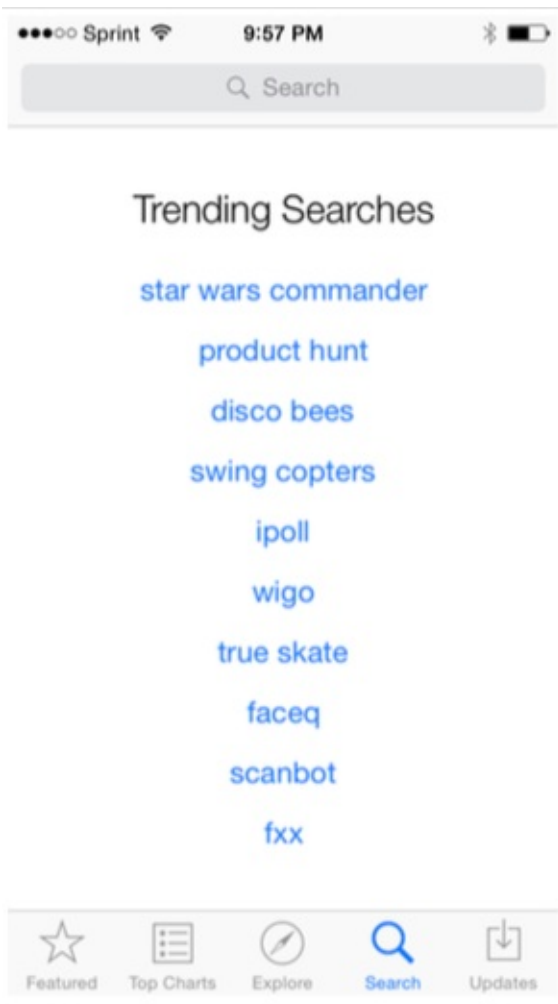 Sprint 9:57 PM
Search
Trending Searches
star wars commander
product hunt
disco bees
swing copters
ipoll
wigo
true skate
faceq
scanbot
fxx
Featured Top Charts Explore Search Updates